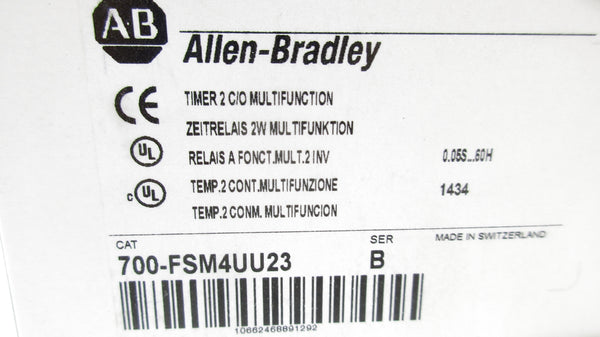 AB
Allen-Bradley
CE
TIMER 2 C/O MULTIFUNCTION
ZEITRELAIS 2W MULTIFUNKTION
UL
RELAIS A FONCT.MULT.2 INV 0.05S...60H
c UL
TEMP.2 CONT.MULTIFUNZIONE 1434
TEMP.2 CONM. MULTIFUNCION
CAT SER MADE IN SWITZERLAND
700-FSM4UU23 B
10662468891292